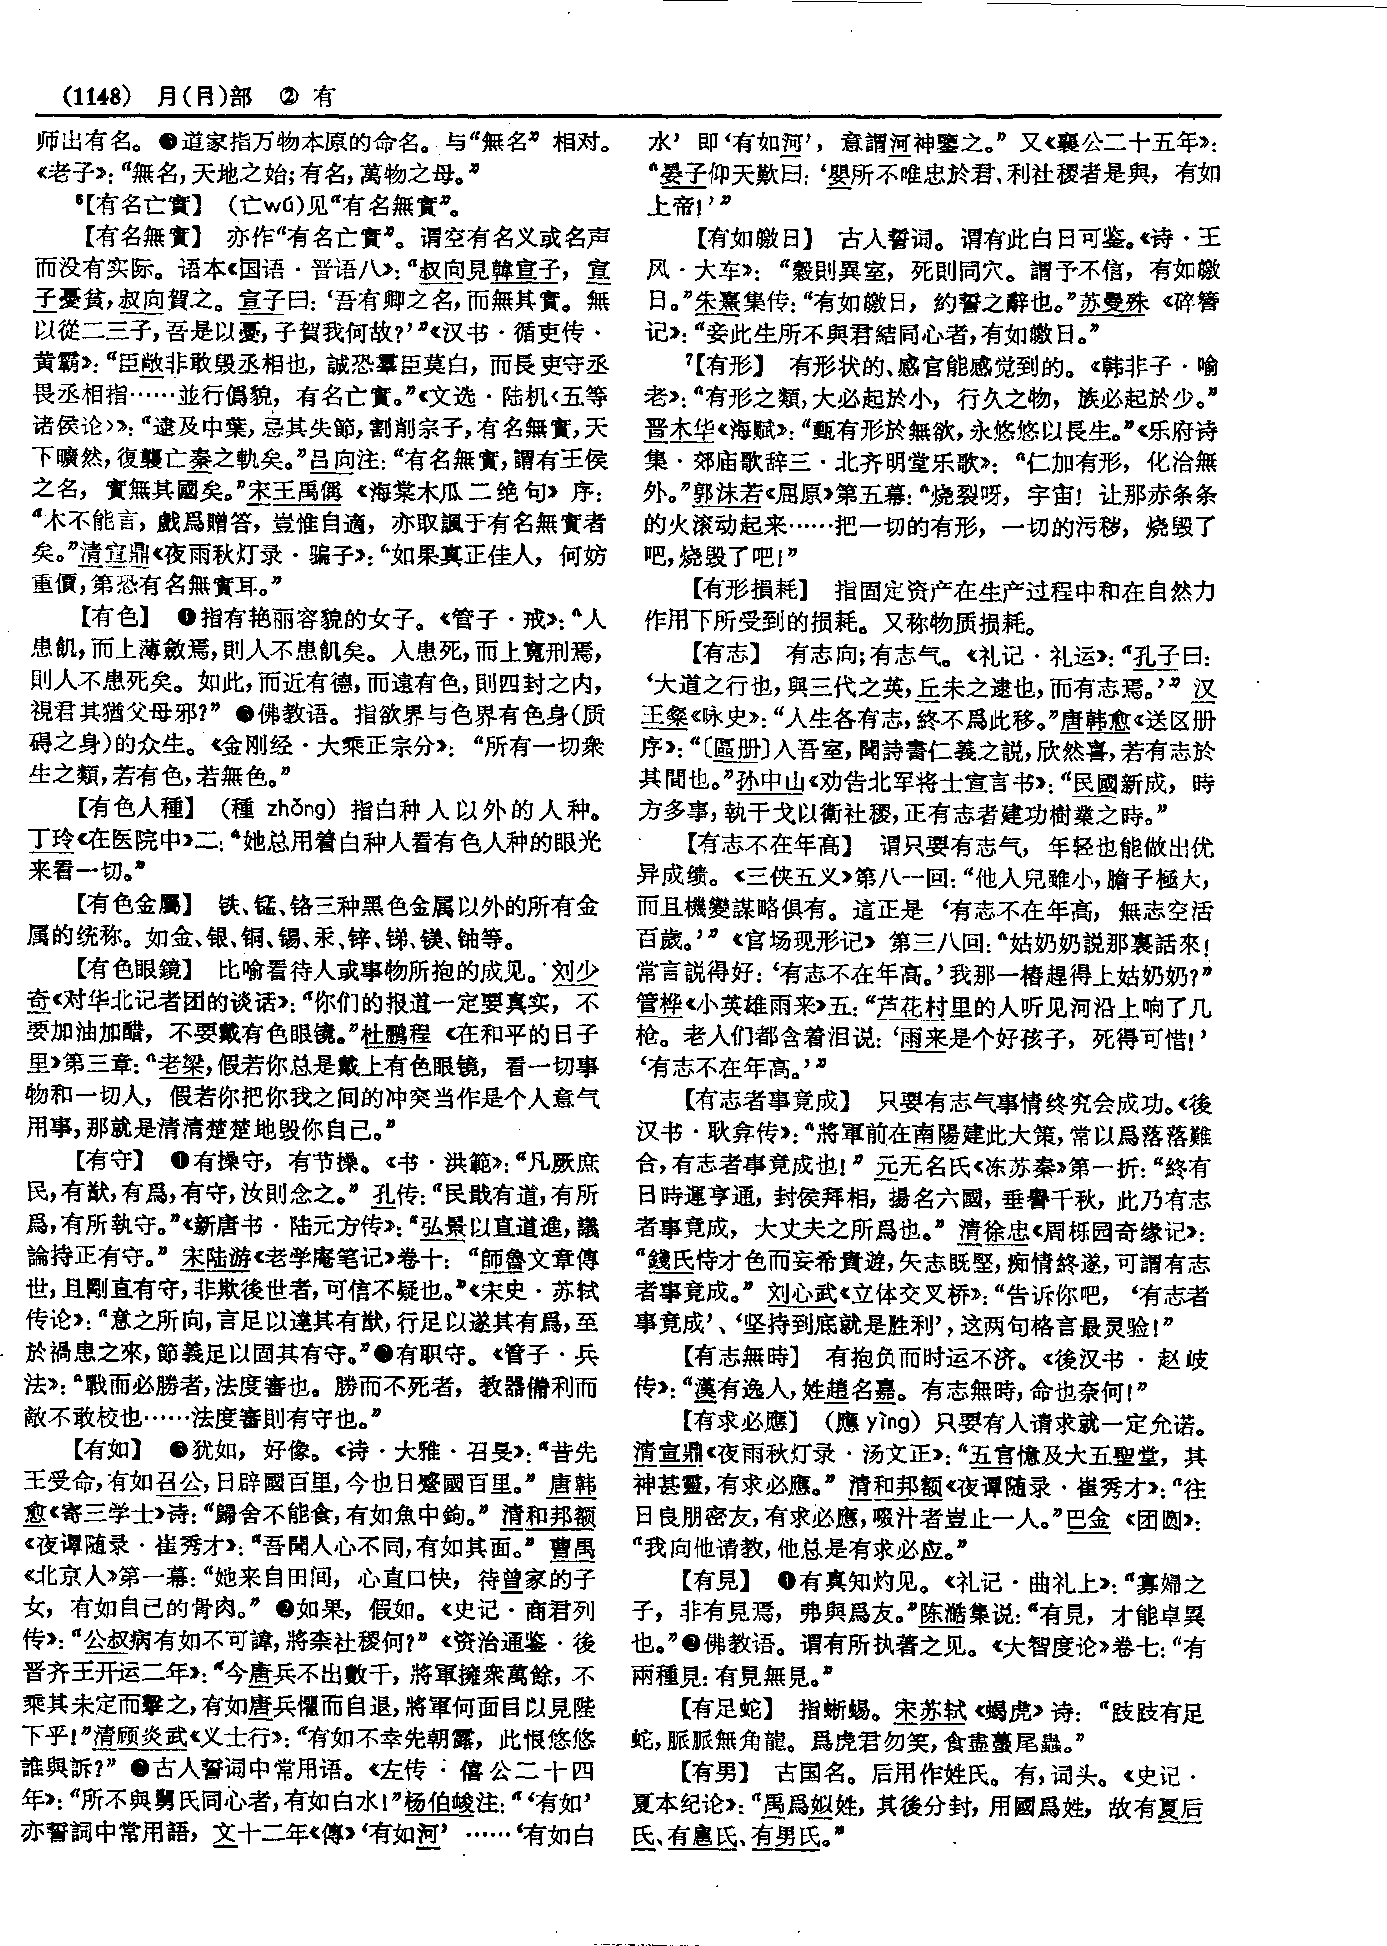 （1148） 月(⺝)部 ② 有
师出有名。❷道家指万物本原的命名。与“無名”相对。
《老子》：“無名，天地之始；有名，萬物之母。”
⁶【有名亡實】 （亡wú）见“有名無實”。
【有名無實】 亦作“有名亡實”。谓空有名义或名声
而没有实际。语本《国语·晋语八》：“叔向見韓宣子，宣
子憂貧，叔向賀之。宣子曰：‘吾有卿之名，而無其實。無
以從二三子，吾是以憂，子賀我何故？’”《汉书·循吏传·
黄霸》：“臣敞非敢毁丞相也，誠恐羣臣莫白，而長吏守丞
畏丞相指……並行僞貌，有名亡實。”《文选·陆机〈五等
诸侯论〉》：“逮及中葉，忌其失節，割削宗子，有名無實，天
下曠然，復襲亡秦之軌矣。”吕向注：“有名無實，謂有王侯
之名，實無其國矣。”宋王禹偁《海棠木瓜二绝句》序：
“木不能言，戲爲贈答，豈惟自適，亦取諷于有名無實者
矣。”清宣鼎《夜雨秋灯录·骗子》：“如果真正佳人，何妨
重價，第恐有名無實耳。”
【有色】 ❶指有艳丽容貌的女子。《管子·戒》：“人
患飢，而上薄斂焉，則人不患飢矣。人患死，而上寬刑焉，
則人不患死矣。如此，而近有德，而遠有色，則四封之内，
視君其猶父母邪？”❷佛教语。指欲界与色界有色身（质
碍之身）的众生。《金刚经·大乘正宗分》：“所有一切衆
生之類，若有色，若無色。”
【有色人種】 （種 zhǒng）指白种人以外的人种。
丁玲《在医院中》二：“她总用着白种人看有色人种的眼光
来看一切。”
【有色金屬】 铁、锰、铬三种黑色金属以外的所有金
属的统称。如金、银、铜、锡、汞、锌、锑、镁、铀等。
【有色眼鏡】 比喻看待人或事物所抱的成见。刘少
奇《对华北记者团的谈话》：“你们的报道一定要真实，不
要加油加醋，不要戴有色眼镜。”杜鹏程《在和平的日子
里》第三章：“老梁，假若你总是戴上有色眼镜，看一切事
物和一切人，假若你把你我之间的冲突当作是个人意气
用事，那就是清清楚楚地毁你自己。”
【有守】 ❶有操守，有节操。《书·洪範》：“凡厥庶
民，有猷，有爲，有守，汝則念之。”孔传：“民戢有道，有所
爲，有所執守。”《新唐书·陆元方传》：“弘景以直道進，議
論持正有守。”宋陆游《老学庵笔记》卷十：“師魯文章傳
世，且剛直有守，非欺後世者，可信不疑也。”《宋史·苏轼
传论》：“意之所向，言足以達其有猷，行足以遂其有爲，至
於禍患之來，節義足以固其有守。”❷有职守。《管子·兵
法》：“戰而必勝者，法度審也。勝而不死者，教器備利而
敵不敢校也……法度審則有守也。”
【有如】 ❶犹如，好像。《诗·大雅·召旻》：“昔先
王受命，有如召公，日辟國百里，今也日蹙國百里。”唐韩
愈《寄三学士》诗：“歸舍不能食，有如魚中鉤。”清和邦额
《夜谭随录·崔秀才》：“吾聞人心不同，有如其面。”曹禺
《北京人》第一幕：“她来自田间，心直口快，待曾家的子
女，有如自己的骨肉。”❷如果，假如。《史记·商君列
传》：“公叔病有如不可諱，將柰社稷何？”《资治通鉴·後
晋齐王开运二年》：“今唐兵不出數千，將軍擁衆萬餘，不
乘其未定而擊之，有如唐兵懼而自退，將軍何面目以見陛
下乎！”清顾炎武《义士行》：“有如不幸先朝露，此恨悠悠
誰與訴？”❸古人誓词中常用语。《左传·僖公二十四
年》：“所不與舅氏同心者，有如白水！”杨伯峻注：“‘有如’
亦誓詞中常用語，文十二年《傳》‘有如河’……‘有如白
水’即‘有如河’，意謂河神鑒之。”又《襄公二十五年》：
“晏子仰天歎曰：‘嬰所不唯忠於君、利社稷者是與，有如
上帝！’”
【有如皦日】 古人誓词。谓有此白日可鉴。《诗·王
风·大车》：“穀則異室，死則同穴。謂予不信，有如皦
日。”朱熹集传：“有如皦日，約誓之辭也。”苏曼殊《碎簪
记》：“妾此生所不與君結同心者，有如皦日。”
⁷【有形】 有形状的、感官能感觉到的。《韩非子·喻
老》：“有形之類，大必起於小，行久之物，族必起於少。”
晋木华《海赋》：“甄有形於無欲，永悠悠以長生。”《乐府诗
集·郊庙歌辞三·北齐明堂乐歌》：“仁加有形，化洽無
外。”郭沫若《屈原》第五幕：“烧裂呀，宇宙！让那赤条条
的火滚动起来……把一切的有形，一切的污秽，烧毁了
吧，烧毁了吧！”
【有形損耗】 指固定资产在生产过程中和在自然力
作用下所受到的损耗。又称物质损耗。
【有志】 有志向；有志气。《礼记·礼运》：“孔子曰：
‘大道之行也，與三代之英，丘未之逮也，而有志焉。’”汉
王粲《咏史》：“人生各有志，終不爲此移。”唐韩愈《送区册
序》：“〔區册〕入吾室，聞詩書仁義之説，欣然喜，若有志於
其間也。”孙中山《劝告北军将士宣言书》：“民國新成，時
方多事，執干戈以衛社稷，正有志者建功樹業之時。”
【有志不在年高】 谓只要有志气，年轻也能做出优
异成绩。《三侠五义》第八一回：“他人兒雖小，膽子極大，
而且機變謀略俱有。這正是‘有志不在年高，無志空活
百歲。’”《官场现形记》第三八回：“姑奶奶説那裏話來！
常言説得好：‘有志不在年高。’我那一樁趕得上姑奶奶？”
管桦《小英雄雨来》五：“芦花村里的人听见河沿上响了几
枪。老人们都含着泪说：‘雨来是个好孩子，死得可惜！’
‘有志不在年高。’”
【有志者事竟成】 只要有志气事情终究会成功。《後
汉书·耿弇传》：“將軍前在南陽建此大策，常以爲落落難
合，有志者事竟成也！”元无名氏《冻苏秦》第一折：“終有
日時運亨通，封侯拜相，揚名六國，垂譽千秋，此乃有志
者事竟成，大丈夫之所爲也。”清徐忠《周栎园奇缘记》：
“錢氏恃才色而妄希貴遊，矢志既堅，痴情終遂，可謂有志
者事竟成。”刘心武《立体交叉桥》：“告诉你吧，‘有志者
事竟成’、‘坚持到底就是胜利’，这两句格言最灵验！”
【有志無時】 有抱负而时运不济。《後汉书·赵岐
传》：“漢有逸人，姓趙名嘉。有志無時，命也奈何！”
【有求必應】 （應 yìng）只要有人请求就一定允诺。
清宣鼎《夜雨秋灯录·汤文正》：“五官憶及大五聖堂，其
神甚靈，有求必應。”清和邦额《夜谭随录·崔秀才》：“往
日良朋密友，有求必應，啜汁者豈止一人。”巴金《团圆》：
“我向他请教，他总是有求必应。”
【有見】 ❶有真知灼见。《礼记·曲礼上》：“寡婦之
子，非有見焉，弗與爲友。”陈澔集说：“有見，才能卓異
也。”❷佛教语。谓有所执著之见。《大智度论》卷七：“有
兩種見：有見無見。”
【有足蛇】 指蜥蜴。宋苏轼《蝎虎》诗：“跂跂有足
蛇，脈脈無角龍。爲虎君勿笑，食盡蠆尾蟲。”
【有男】 古国名。后用作姓氏。有，词头。《史记·
夏本纪论》：“禹爲姒姓，其後分封，用國爲姓，故有夏后
氏、有扈氏、有男氏。”